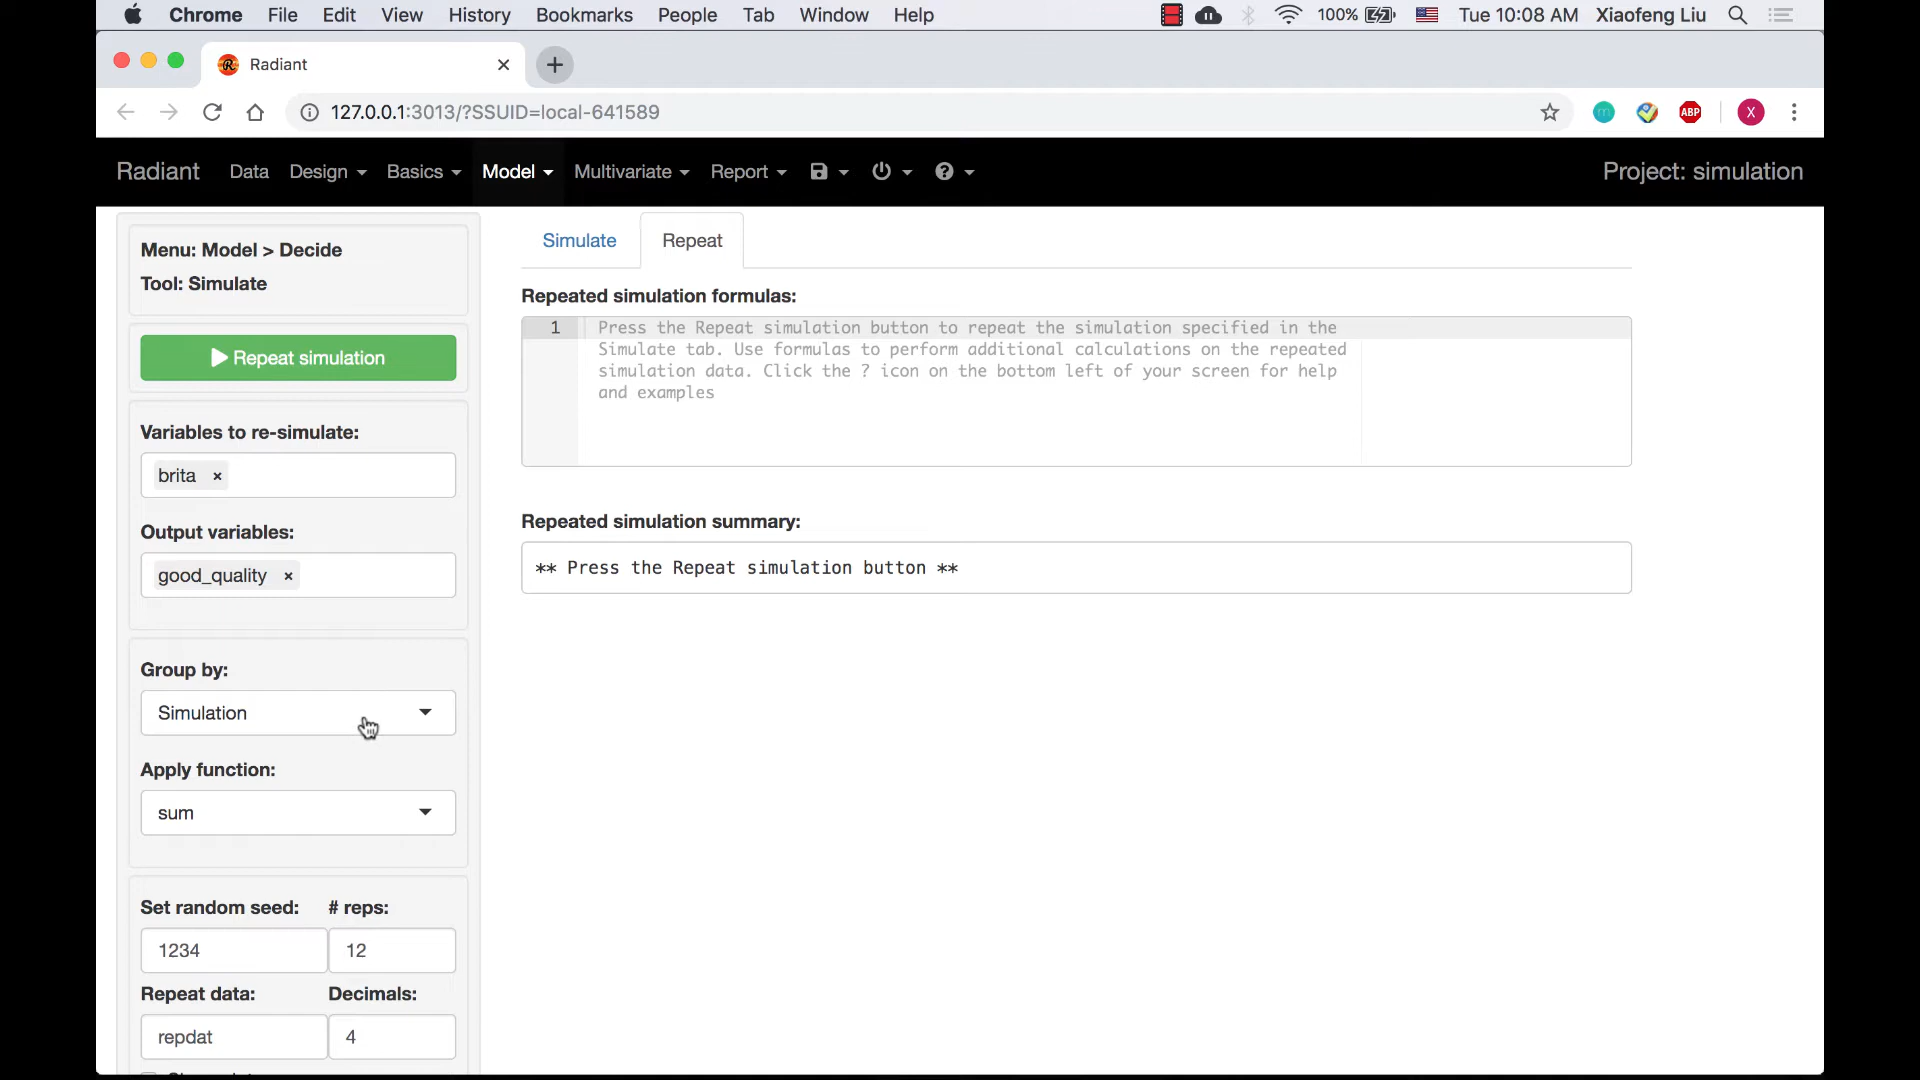 Chrome File Edit View History Bookmarks People Tab Window Help 100% Tue 10:08 AM Xiaofeng Liu
Radiant
127.0.0.1:3013/?SSUID=local-641589 ABP X
Radiant Data Design Basics Model Multivariate Report Project: simulation
Menu: Model > Decide
Tool: Simulate
Repeat simulation
Variables to re-simulate:
brita ×
Output variables:
good_quality ×
Group by:
Simulation
Apply function:
sum
Set random seed: # reps:
1234 12
Repeat data: Decimals:
repdat 4
Simulate Repeat
Repeated simulation formulas:
1 Press the Repeat simulation button to repeat the simulation specified in the
Simulate tab. Use formulas to perform additional calculations on the repeated
simulation data. Click the ? icon on the bottom left of your screen for help
and examples
Repeated simulation summary:
** Press the Repeat simulation button **